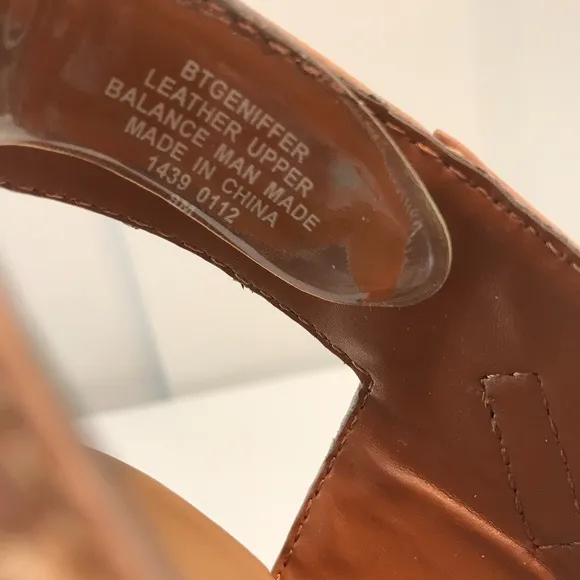 BTGENIFFER
LEATHER UPPER
BALANCE MAN MADE
MADE IN CHINA
1439 0112